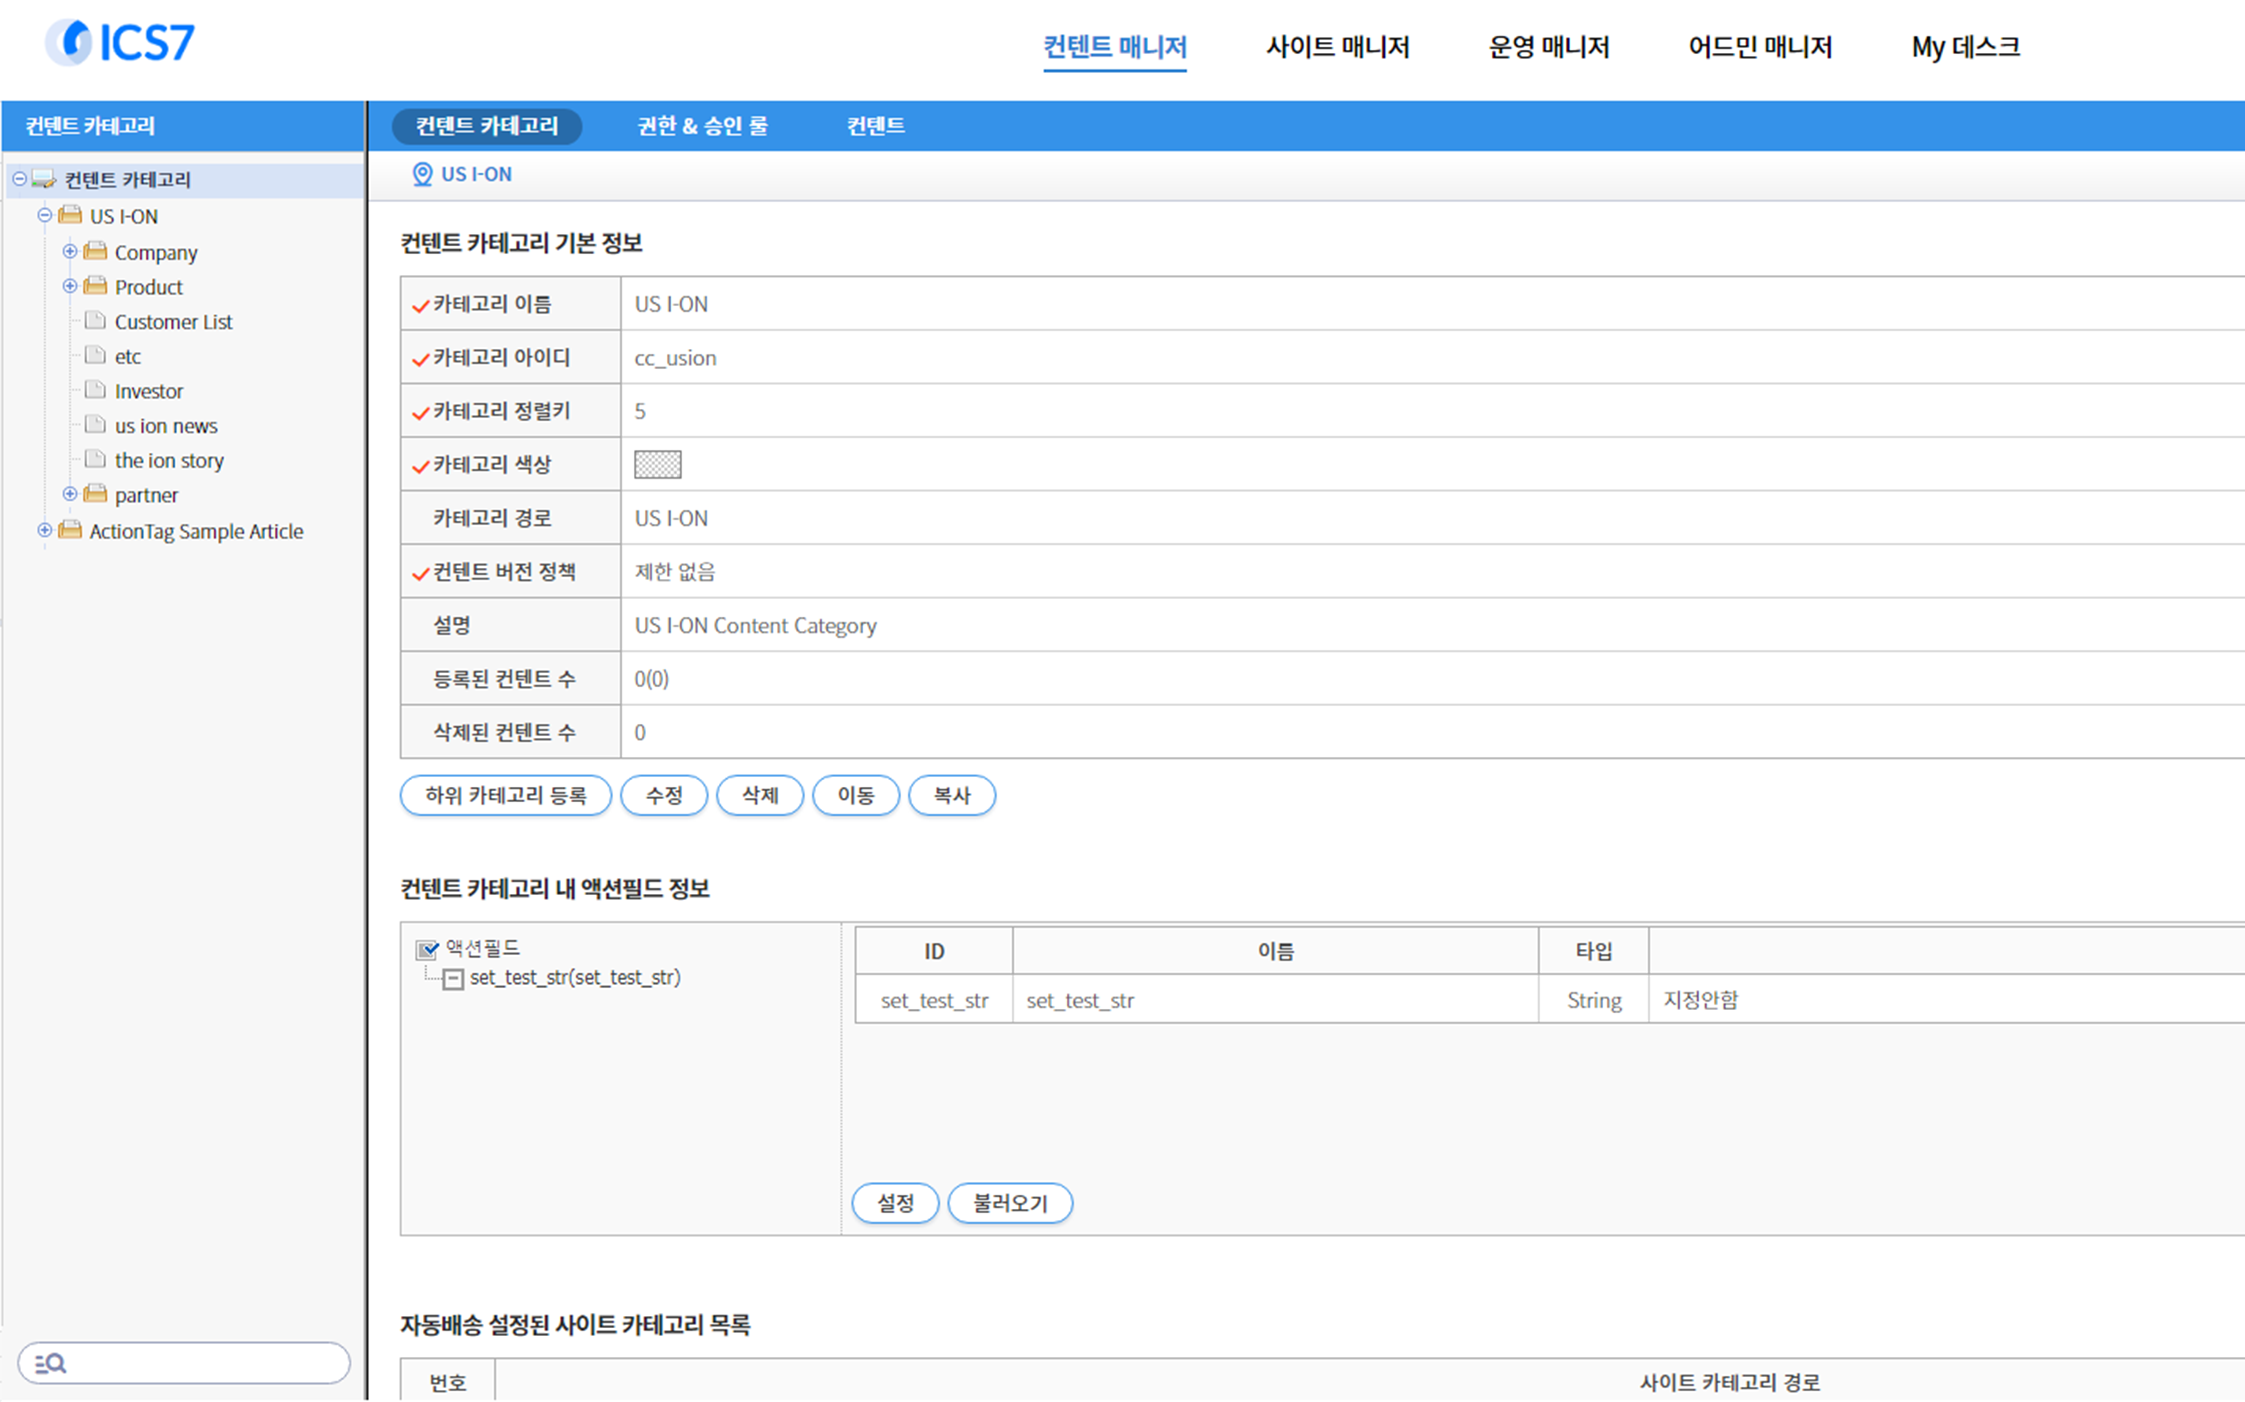 ICS7
컨텐트 매니저 사이트 매니저 운영 매니저 어드민 매니저 My 데스크
컨텐트 카테고리
컨텐트 카테고리 권한 & 승인 룰 컨텐트
US I-ON
컨텐트 카테고리
US I-ON
Company
Product
Customer List
etc
Investor
us ion news
the ion story
partner
ActionTag Sample Article
컨텐트 카테고리 기본 정보
카테고리 이름 US I-ON
카테고리 아이디 cc_usion
카테고리 정렬키 5
카테고리 색상
카테고리 경로 US I-ON
컨텐트 버전 정책 제한 없음
설명 US I-ON Content Category
등록된 컨텐트 수 0(0)
삭제된 컨텐트 수 0
하위 카테고리 등록 수정 삭제 이동 복사
컨텐트 카테고리 내 액션필드 정보
액션필드
set_test_str(set_test_str)
ID 이름 타입
set_test_str set_test_str String 지정안함
설정 불러오기
자동배송 설정된 사이트 카테고리 목록
번호 사이트 카테고리 경로